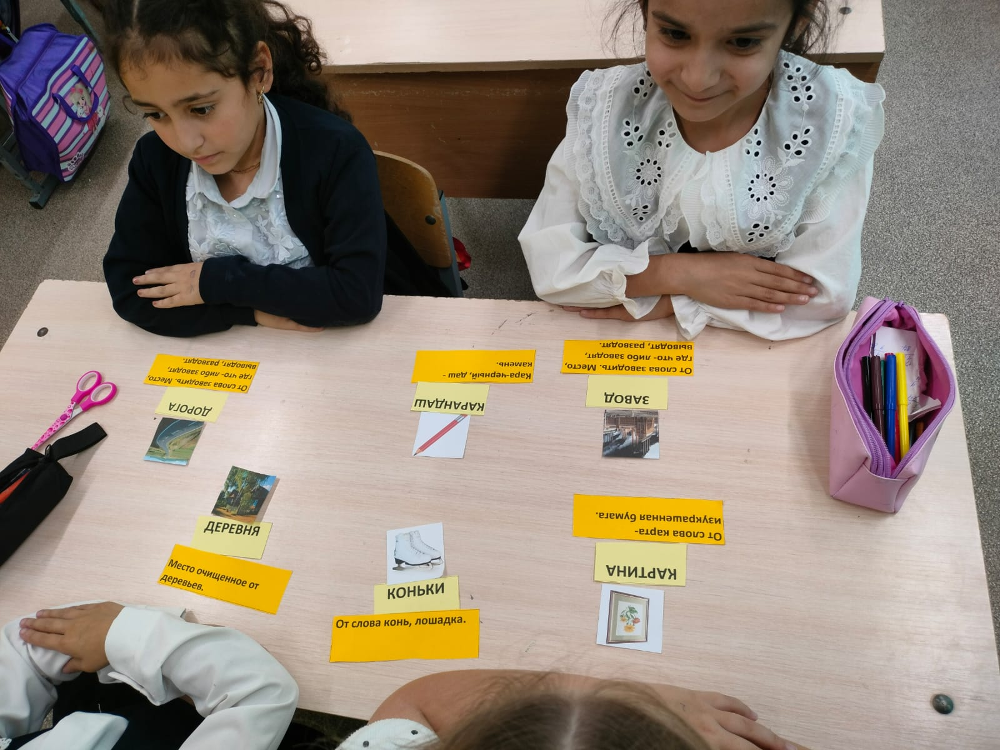 От слова заводить. Место,
где что- либо заводят,
выводят, разводят.
ДОРОГА
Кара-черный, даш -
камень.
КАРАНДАШ
От слова заводить. Место,
где что- либо заводят,
выводят, разводят.
ЗАВОД
ДЕРЕВНЯ
Место очищенное от
деревьев.
КОНЬКИ
От слова конь, лошадка.
От слова карта-
изукрашенная бумага.
КАРТИНА